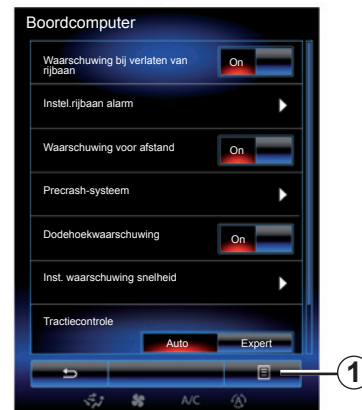 Boordcomputer
Waarschuwing bij verlaten van
rijbaan
On
Instel.rijbaan alarm
Waarschuwing voor afstand
On
Precrash-systeem
Dodehoekwaarschuwing
On
Inst. waarschuwing snelheid
Tractiecontrole
Auto
Expert
1
A/C
A